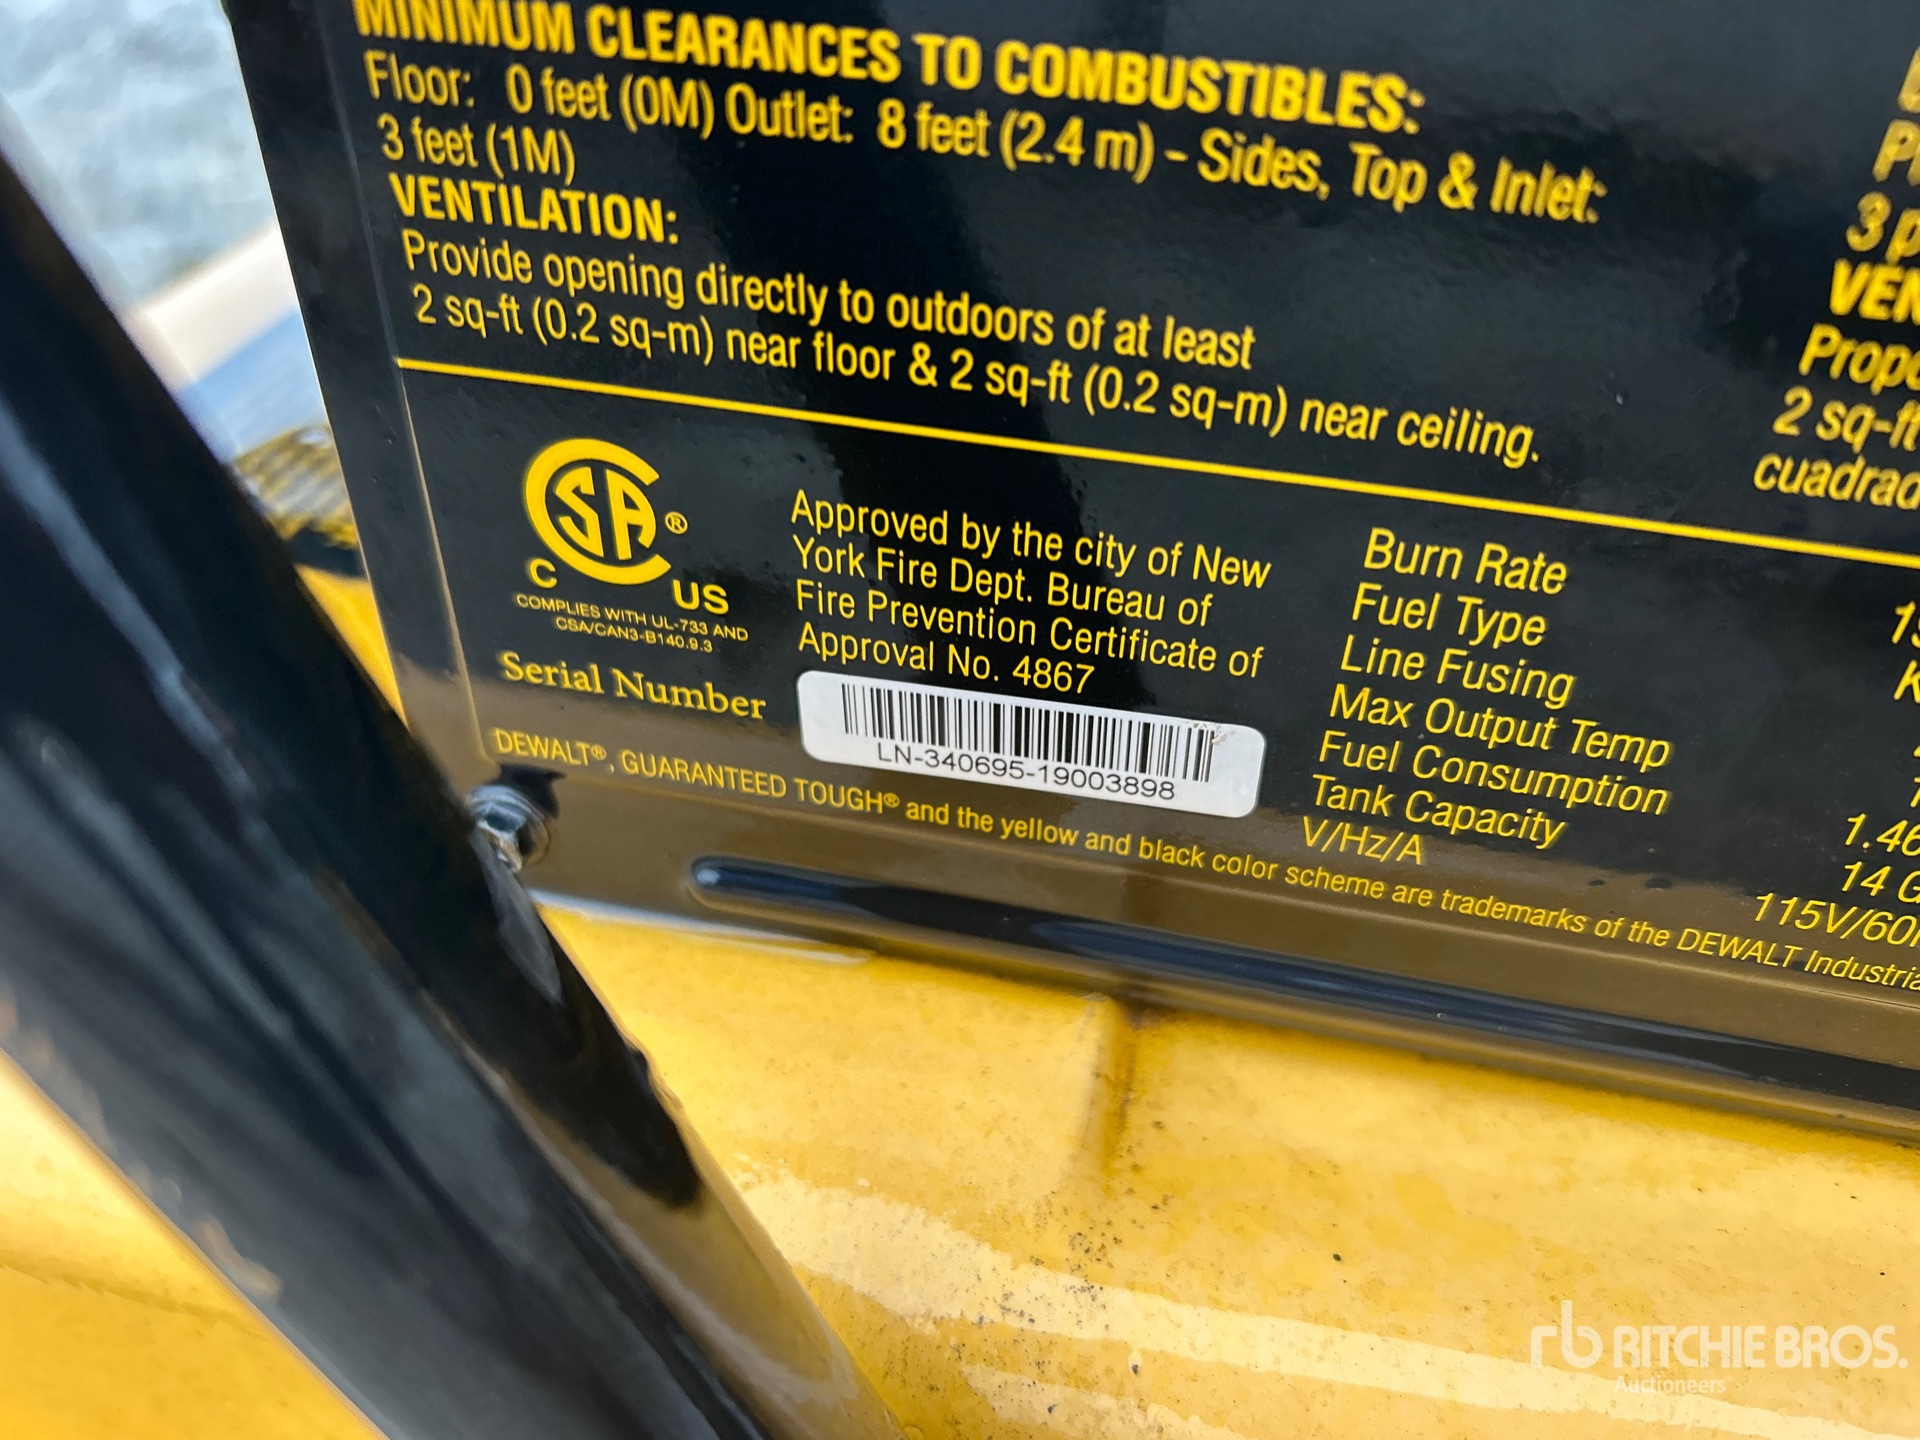 MINIMUM CLEARANCES TO COMBUSTIBLES:
Floor: 0 feet (0M) Outlet: 8 feet (2.4 m) - Sides, Top & Inlet:
3 feet (1M)
VENTILATION:
Provide opening directly to outdoors of at least
2 sq-ft (0.2 sq-m) near floor & 2 sq-ft (0.2 sq-m) near ceiling.
3 p
VEN
Prop
2 sq-ft
cuadrad
CSA®
C US
COMPLIES WITH UL-733 AND
CSA/CAN3-B140.9.3
Approved by the city of New
York Fire Dept. Bureau of
Fire Prevention Certificate of
Approval No. 4867
Serial Number
LN-340695-19003898
Burn Rate
Fuel Type K
Line Fusing
Max Output Temp
Fuel Consumption 1.46
Tank Capacity 14 G
V/Hz/A 115V/60
DEWALT®, GUARANTEED TOUGH® and the yellow and black color scheme are trademarks of the DEWALT Industria
rb RITCHIE BROS.
Auctioneers